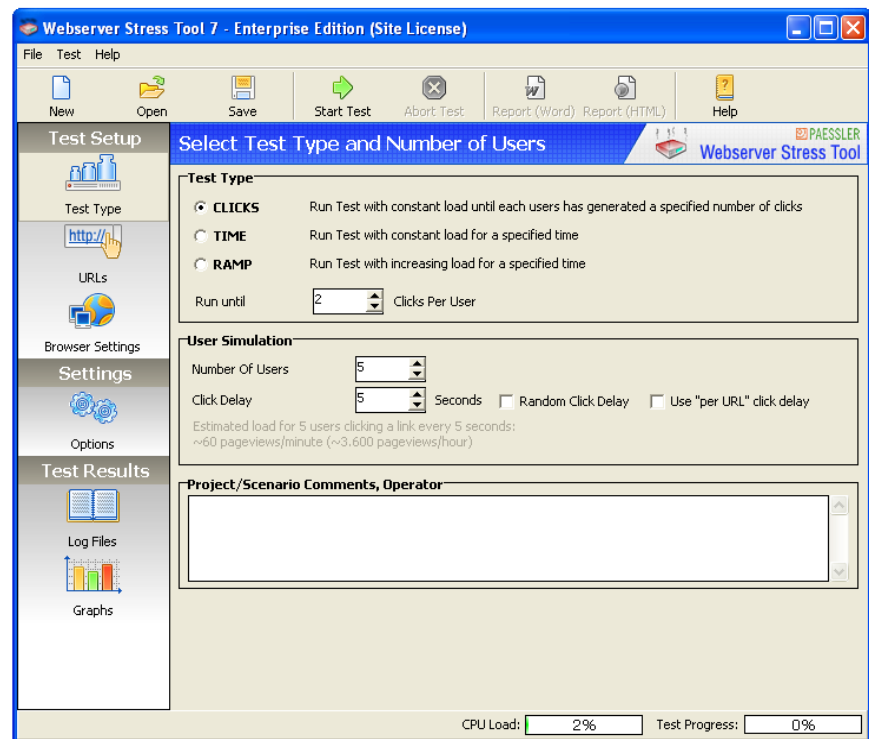 Webserver Stress Tool 7 - Enterprise Edition (Site License)
File Test Help
New Open Save Start Test Abort Test Report (Word) Report (HTML) Help
Test Setup
Test Type
http://
URLs
Browser Settings
Settings
Options
Test Results
Log Files
Graphs
Select Test Type and Number of Users
PAESSLER
Webserver Stress Tool
Test Type
CLICKS Run Test with constant load until each users has generated a specified number of clicks
TIME Run Test with constant load for a specified time
RAMP Run Test with increasing load for a specified time
Run until 2 Clicks Per User
User Simulation
Number Of Users 5
Click Delay 5 Seconds Random Click Delay Use "per URL" click delay
Estimated load for 5 users clicking a link every 5 seconds:
~60 pageviews/minute (~3.600 pageviews/hour)
Project/Scenario Comments, Operator
CPU Load: 2% Test Progress: 0%